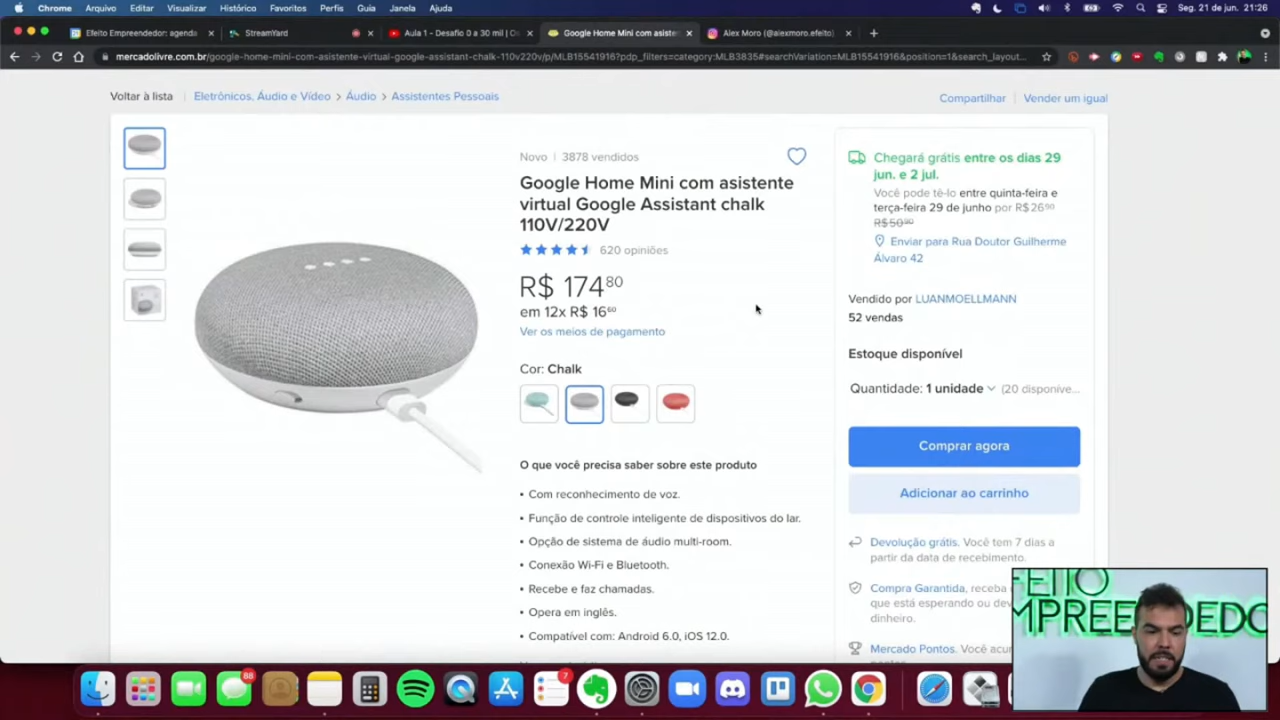 Chrome Arquivo Editar Visualizar Histórico Favoritos Perfis Guia Janela Ajuda
Seg. 21 de jun. 21:26
Efeito Empreendedor: agenda
StreamYard
Aula 1 - Desafio 0 a 30 mil | O
Google Home Mini com asiste
Alex Moro (@alexmoro.efeito)
mercadolivre.com.br/google-home-mini-com-asistente-virtual-google-assistant-chalk-110v220v/p/MLB15541916?pdp_filters=category:MLB3835#searchVariation=MLB15541916&position=1&search_layout...
Voltar à lista
Eletrônicos, Áudio e Vídeo > Áudio > Assistentes Pessoais
Compartilhar
Vender um igual
Novo | 3878 vendidos
Google Home Mini com asistente
virtual Google Assistant chalk
110V/220V
620 opiniões
R$ 174 80
em 12x R$ 16 60
Ver os meios de pagamento
Cor: Chalk
O que você precisa saber sobre este produto
• Com reconhecimento de voz.
• Função de controle inteligente de dispositivos do lar.
• Opção de sistema de áudio multi-room.
• Conexão Wi-Fi e Bluetooth.
• Recebe e faz chamadas.
• Opera em inglês.
• Compatível com: Android 6.0, iOS 12.0.
Chegará grátis entre os dias 29
jun. e 2 jul.
Você pode tê-lo entre quinta-feira e
terça-feira 29 de junho por R$ 26 90
R$ 50 90
Enviar para Rua Doutor Guilherme
Álvaro 42
Vendido por LUANMOELLMANN
52 vendas
Estoque disponível
Quantidade: 1 unidade (20 disponíve...
Comprar agora
Adicionar ao carrinho
Devolução grátis. Você tem 7 dias a
partir da data de recebimento.
Compra Garantida, receba
que está esperando ou dev
dinheiro.
Mercado Pontos. Você acu
FEITO
MPREENDEDO
88
7